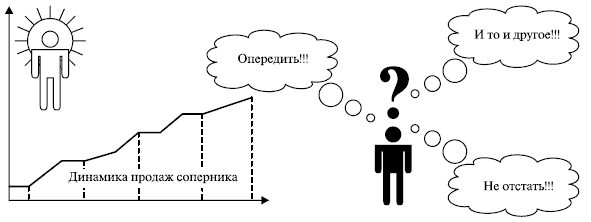 Опередить!!!
И то и другое!!!
?
Динамика продаж соперника
Не отстать!!!